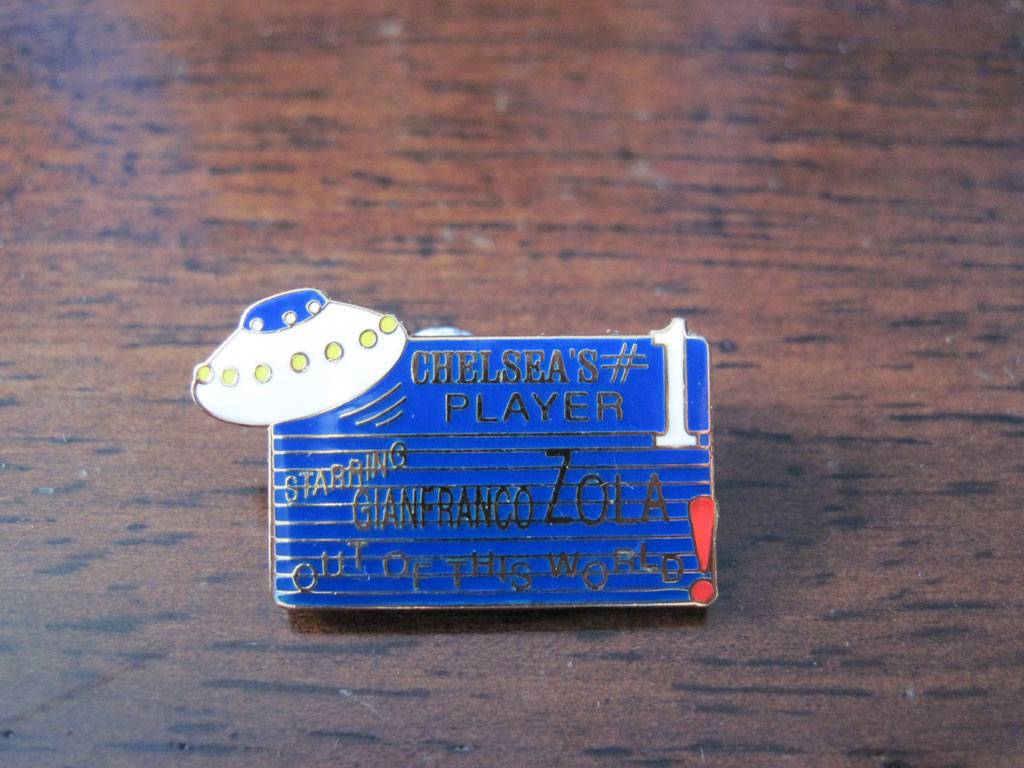 CHELSEA'S #1
PLAYER
STARRING
GIANFRANCO ZOLA
OUT OF THIS WORLD!